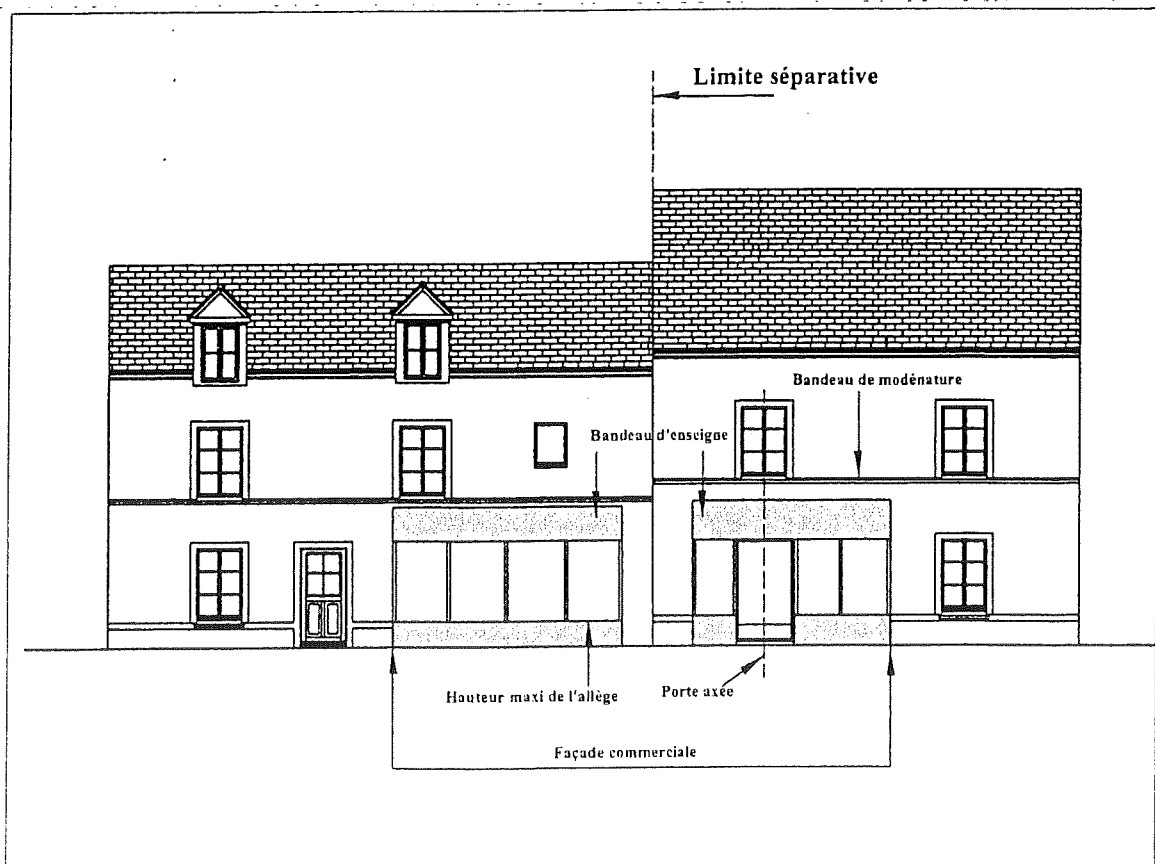 Limite séparative
Bandeau de modénature
Bandeau d'enseigne
Hauteur maxi de l'allège
Porte axée
Façade commerciale